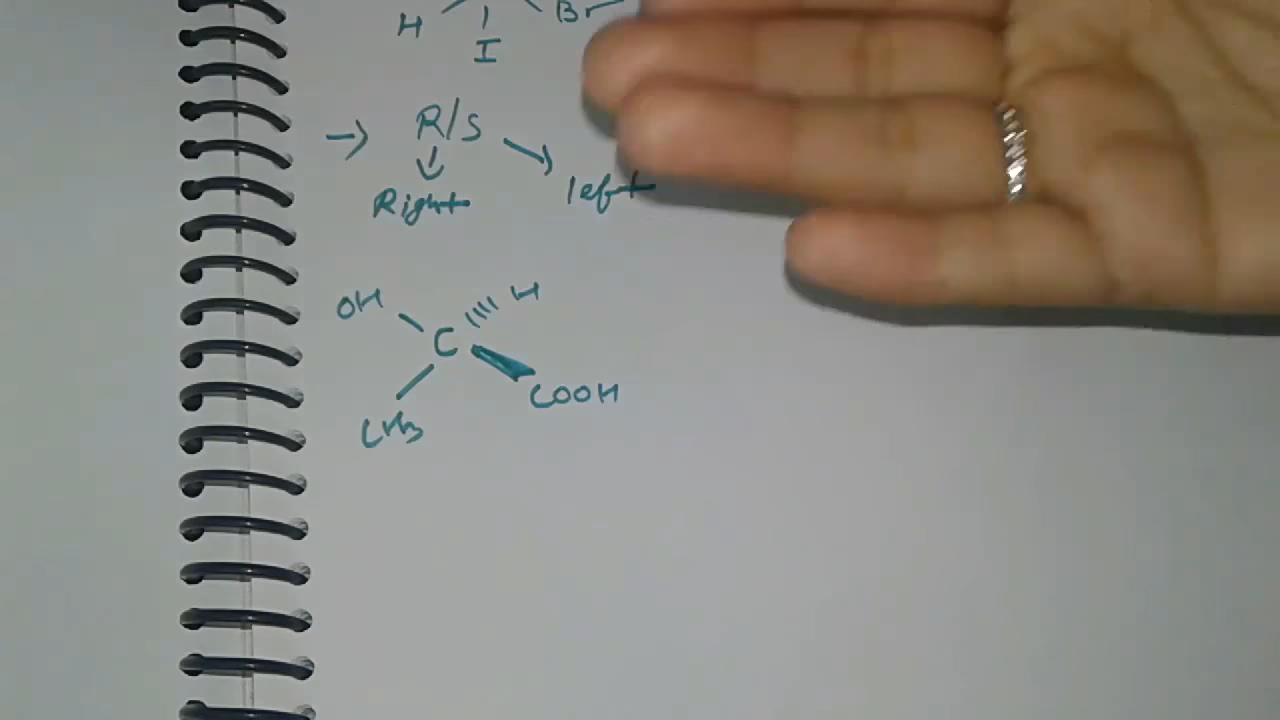 H Br
I
→ R/S
Right left
OH H
C
CH3 COOH